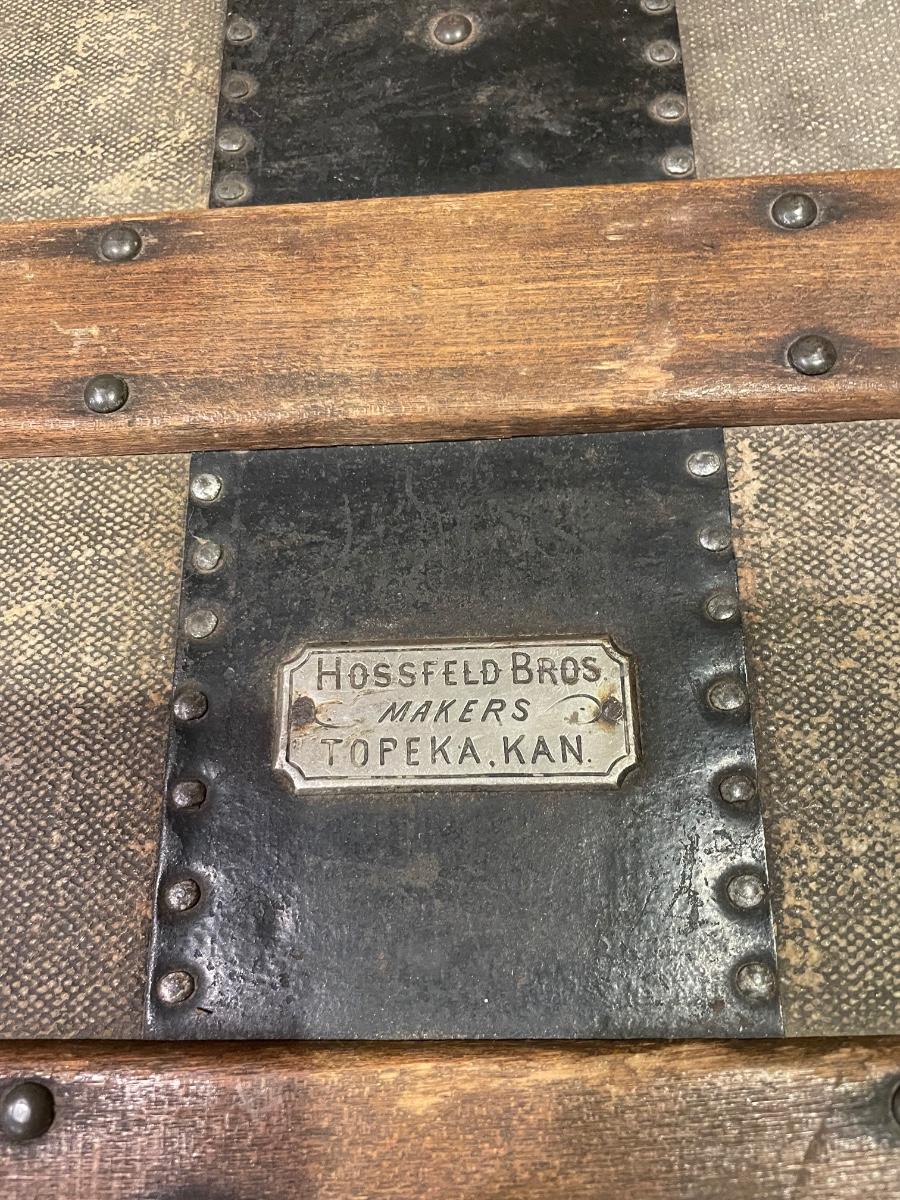 HOSSFELD BROS.
MAKERS
TOPEKA, KAN.